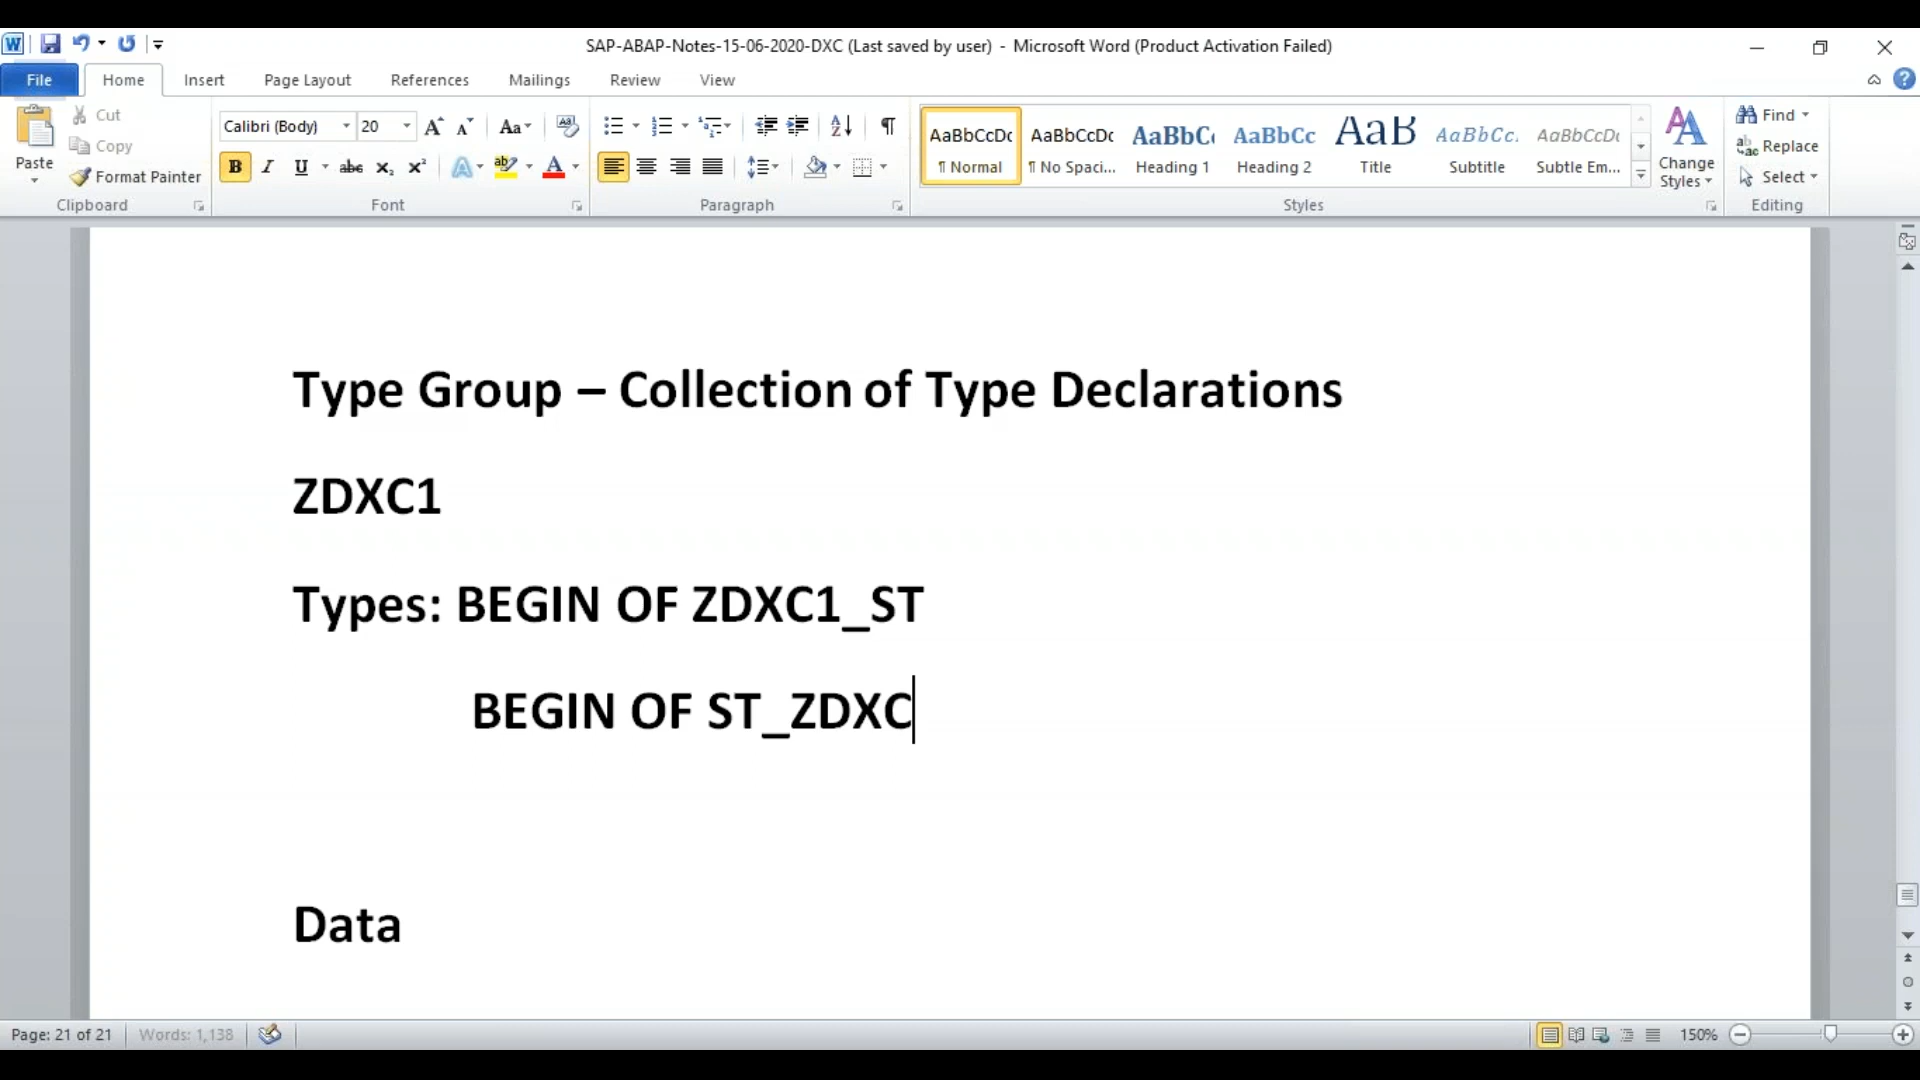 SAP-ABAP-Notes-15-06-2020-DXC (Last saved by user) - Microsoft Word (Product Activation Failed)
File Home Insert Page Layout References Mailings Review View
Paste
Cut
Copy
Format Painter
Clipboard
Calibri (Body) 20
Font
Paragraph
AaBbCcDc AaBbCcDc AaBbC AaBbCc AaB AaBbCc. AaBbCcDc
¶ Normal ¶ No Spaci... Heading 1 Heading 2 Title Subtitle Subtle Em...
Change Styles
Styles
Find
Replace
Select
Editing
Type Group – Collection of Type Declarations
ZDXC1
Types: BEGIN OF ZDXC1_ST
BEGIN OF ST_ZDXC
Data
Page: 21 of 21 Words: 1,138 150%